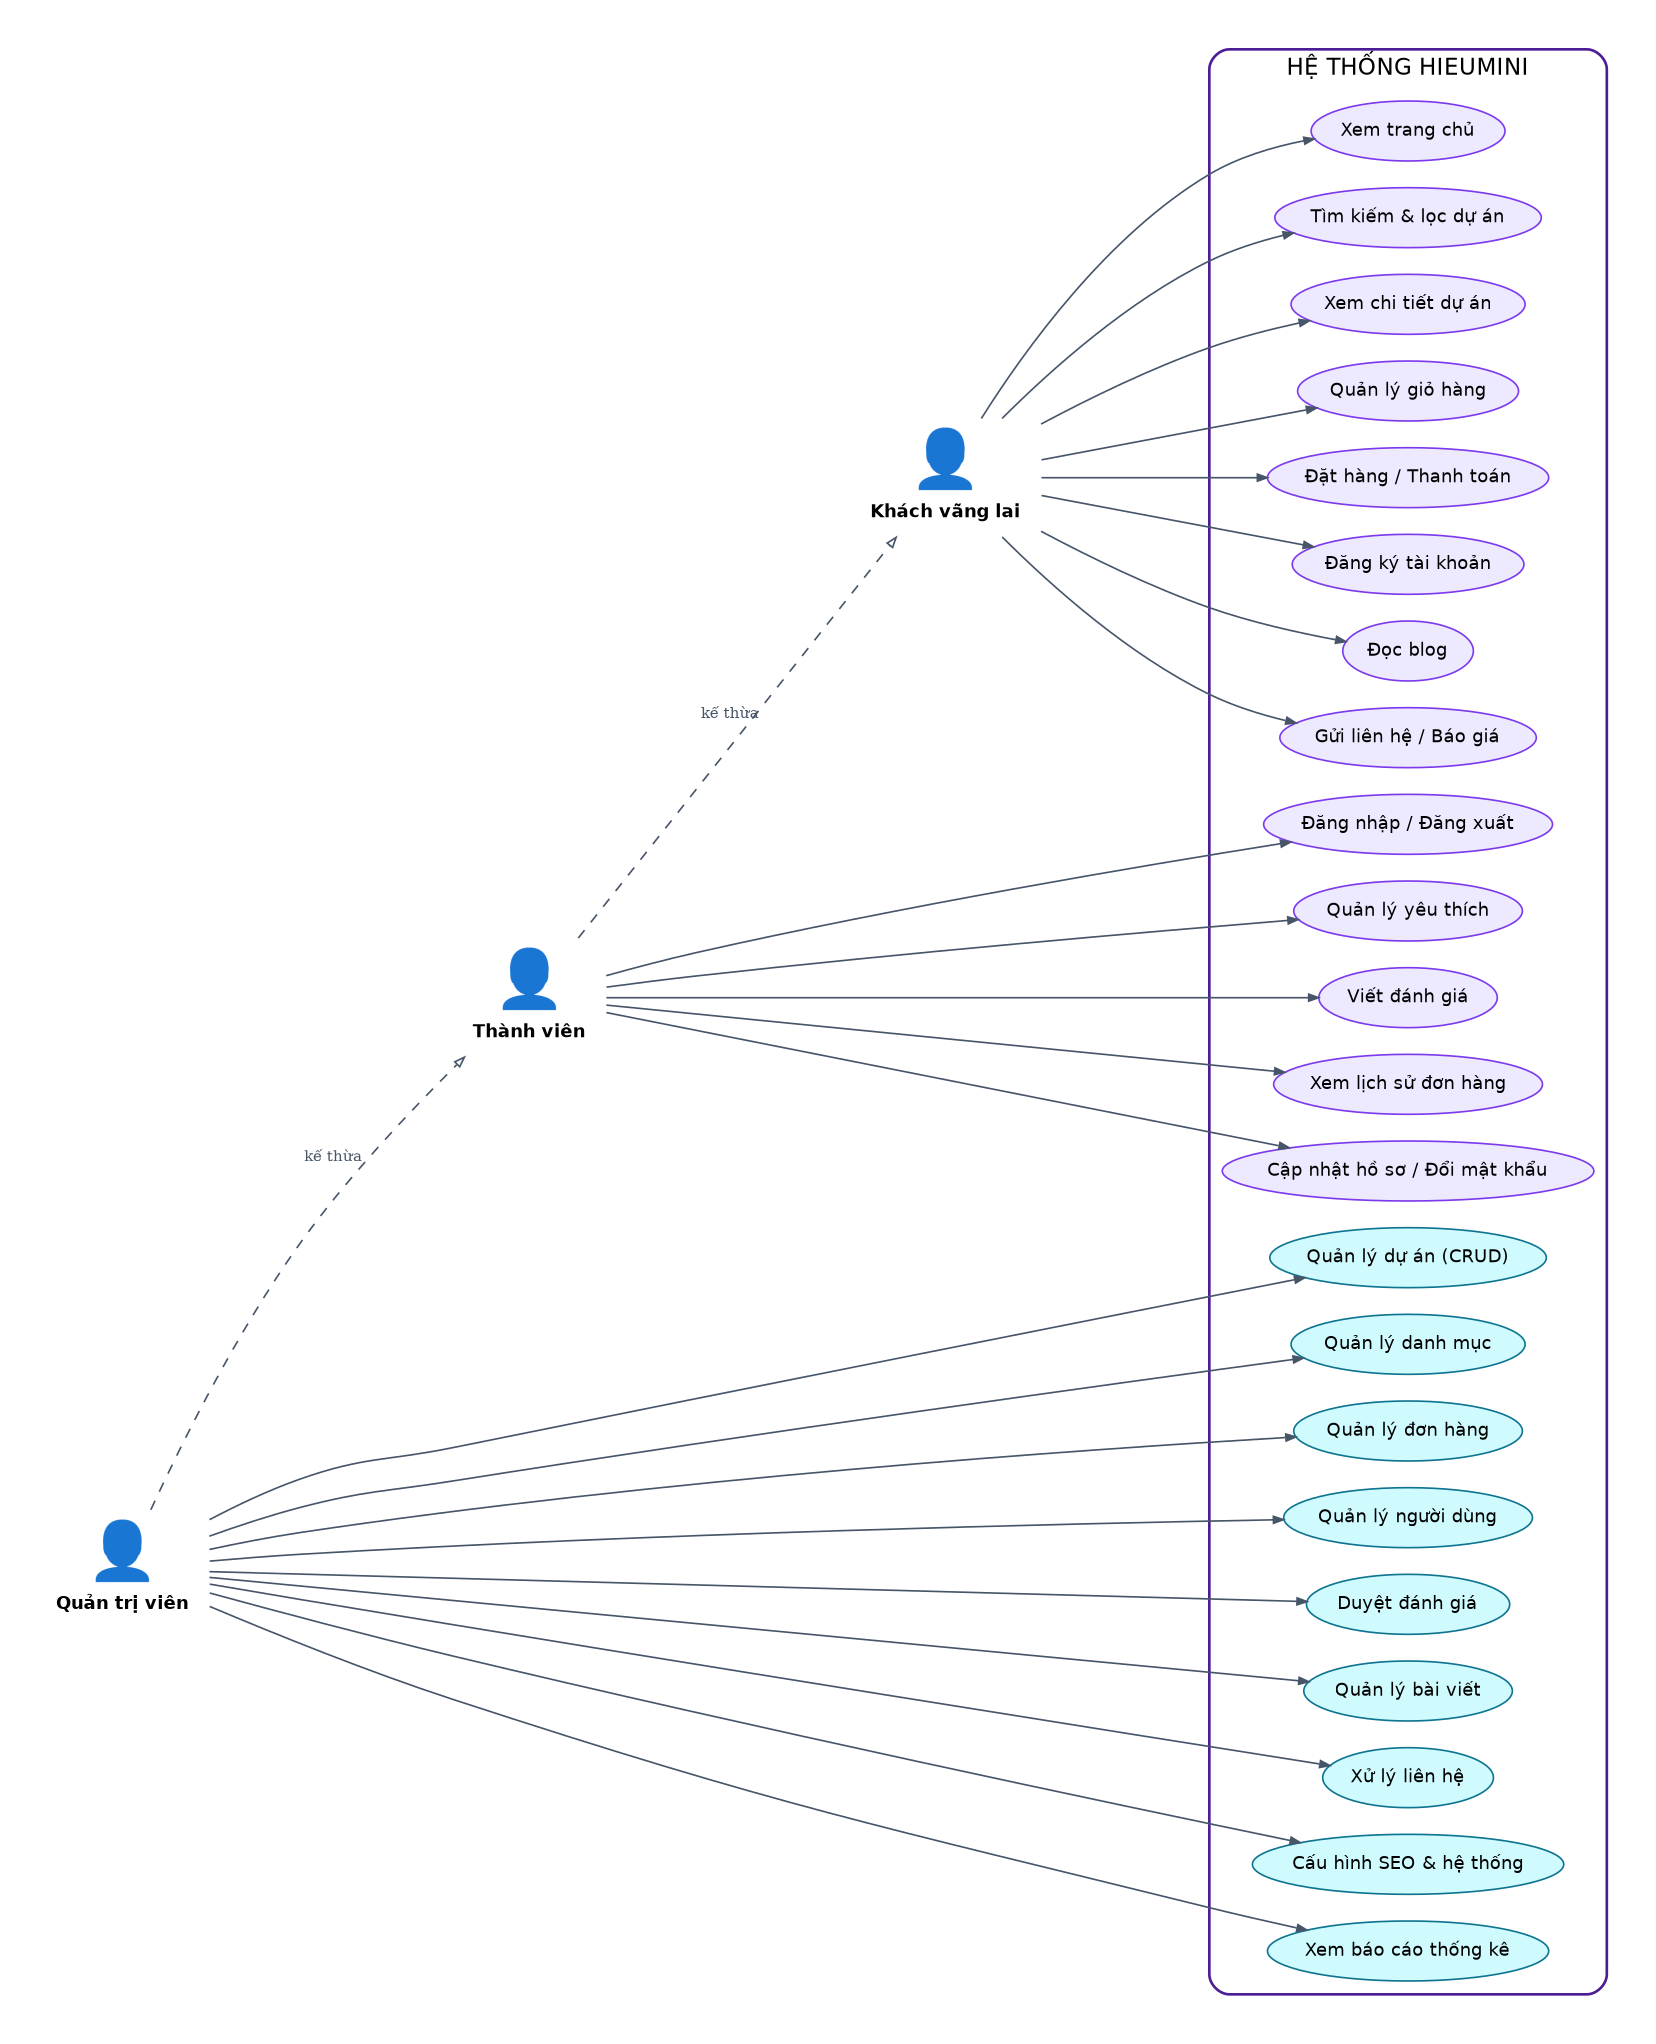 HỆ THỐNG HIEUMINI
Xem trang chủ
Tìm kiếm & lọc dự án
Xem chi tiết dự án
Quản lý giỏ hàng
Đặt hàng / Thanh toán
Khách vãng lai
Đăng ký tài khoản
Đọc blog
kế thừa
Gửi liên hệ / Báo giá
Đăng nhập / Đăng xuất
Quản lý yêu thích
Viết đánh giá
Thành viên
Xem lịch sử đơn hàng
kế thừa
Cập nhật hồ sơ / Đổi mật khẩu
Quản lý dự án (CRUD)
Quản lý danh mục
Quản lý đơn hàng
Quản lý người dùng
Quản trị viên
Duyệt đánh giá
Quản lý bài viết
Xử lý liên hệ
Cấu hình SEO & hệ thống
Xem báo cáo thống kê